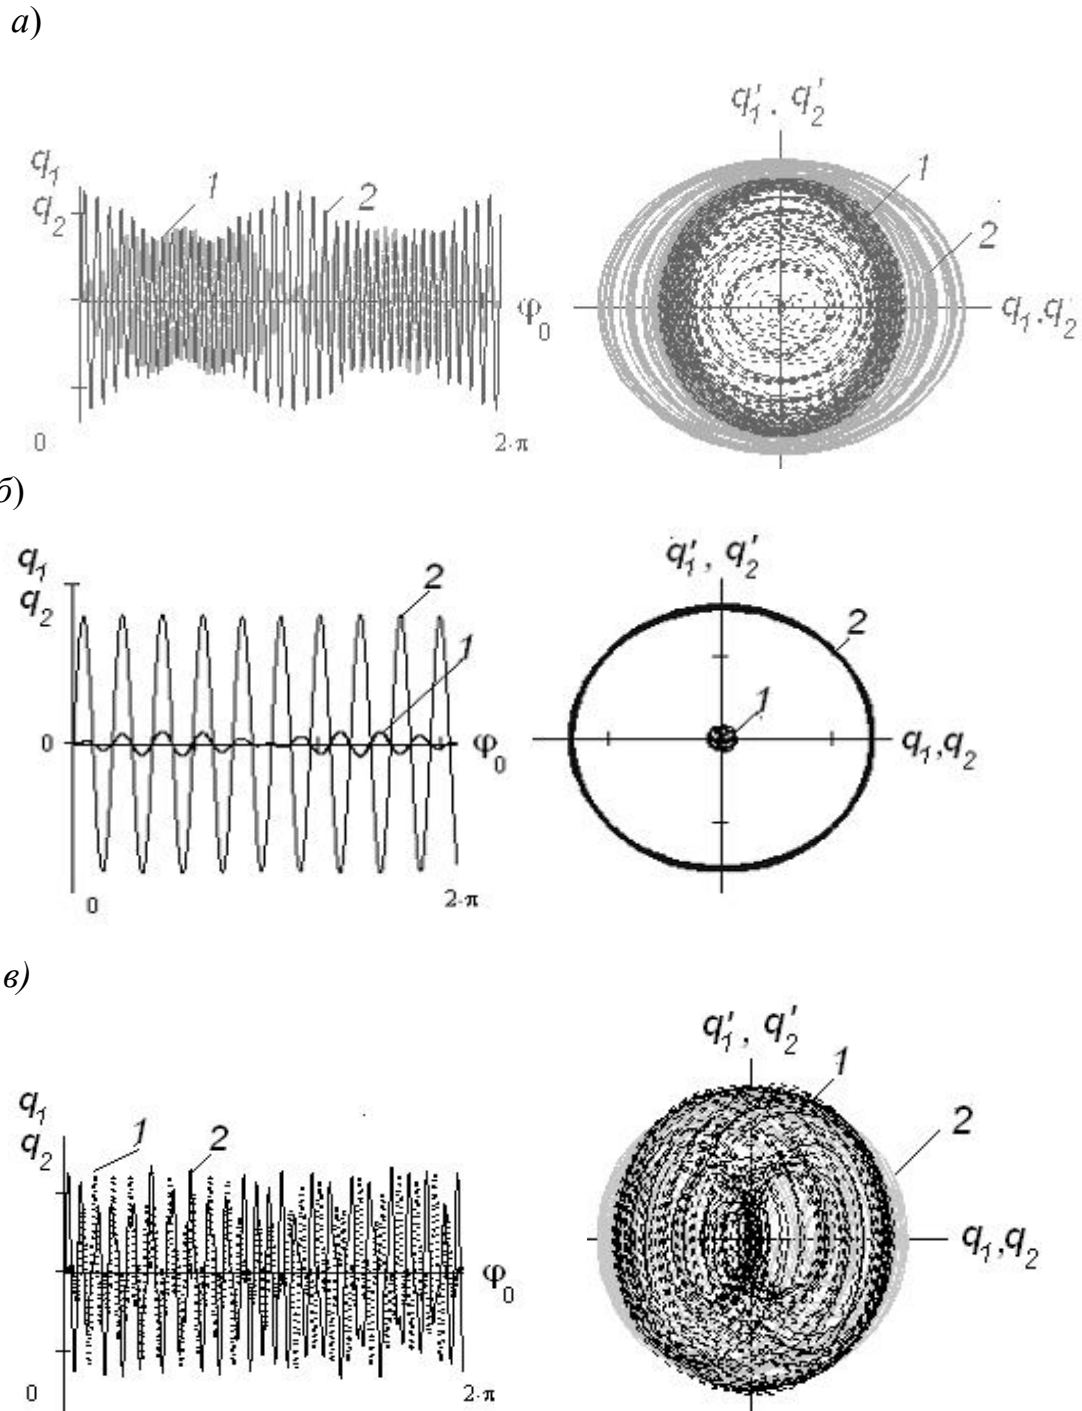 а)
q₁′. q₂′
q₁
q₂
1
2
1
2
φ₀
q₁.q₂
0
2·π
б)
q₁
q₂
2
1
q₁′, q₂′
2
1
0
φ₀
q₁,q₂
0
2·π
в)
q₁′, q₂′
1
2
q₁
q₂
1
2
φ₀
q₁,q₂
0
2·π